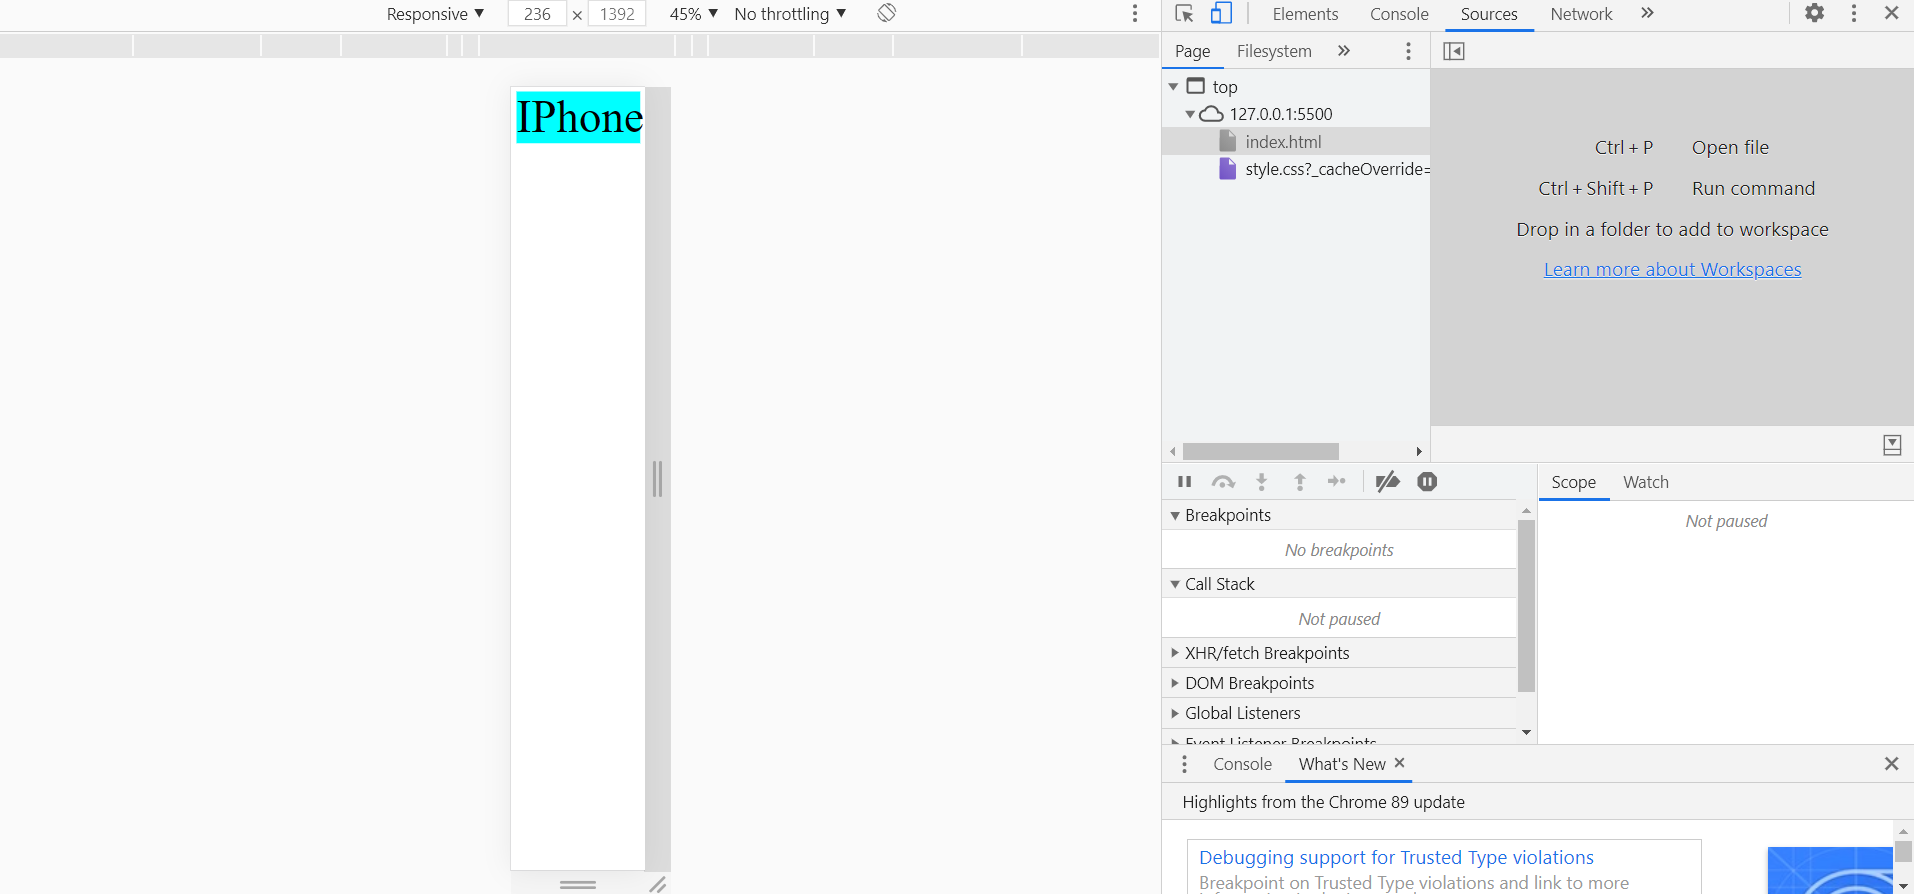 Responsive ▼ 236 × 1392 45% ▼ No throttling ▼
Elements Console Sources Network »
Page Filesystem »
top
127.0.0.1:5500
index.html
style.css?_cacheOverride=
IPhone
Ctrl + P Open file
Ctrl + Shift + P Run command
Drop in a folder to add to workspace
Learn more about Workspaces
Scope Watch
Not paused
Breakpoints
No breakpoints
Call Stack
Not paused
XHR/fetch Breakpoints
DOM Breakpoints
Global Listeners
Event Listener Breakpoints
Console What's New ×
Highlights from the Chrome 89 update
Debugging support for Trusted Type violations
Breakpoint on Trusted Type violations and link to more